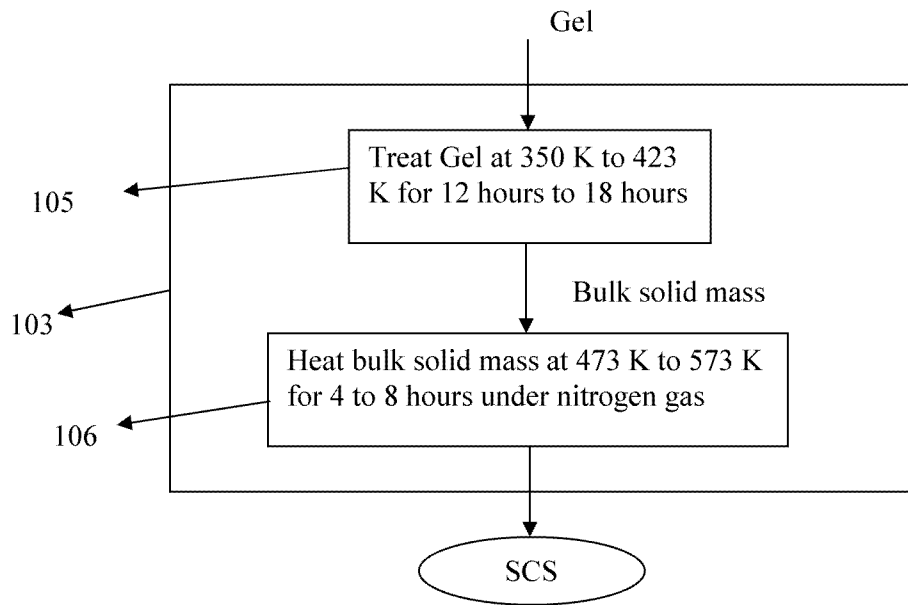 Gel
Treat Gel at 350 K to 423
K for 12 hours to 18 hours
105
Bulk solid mass
103
Heat bulk solid mass at 473 K to 573 K
for 4 to 8 hours under nitrogen gas
106
SCS